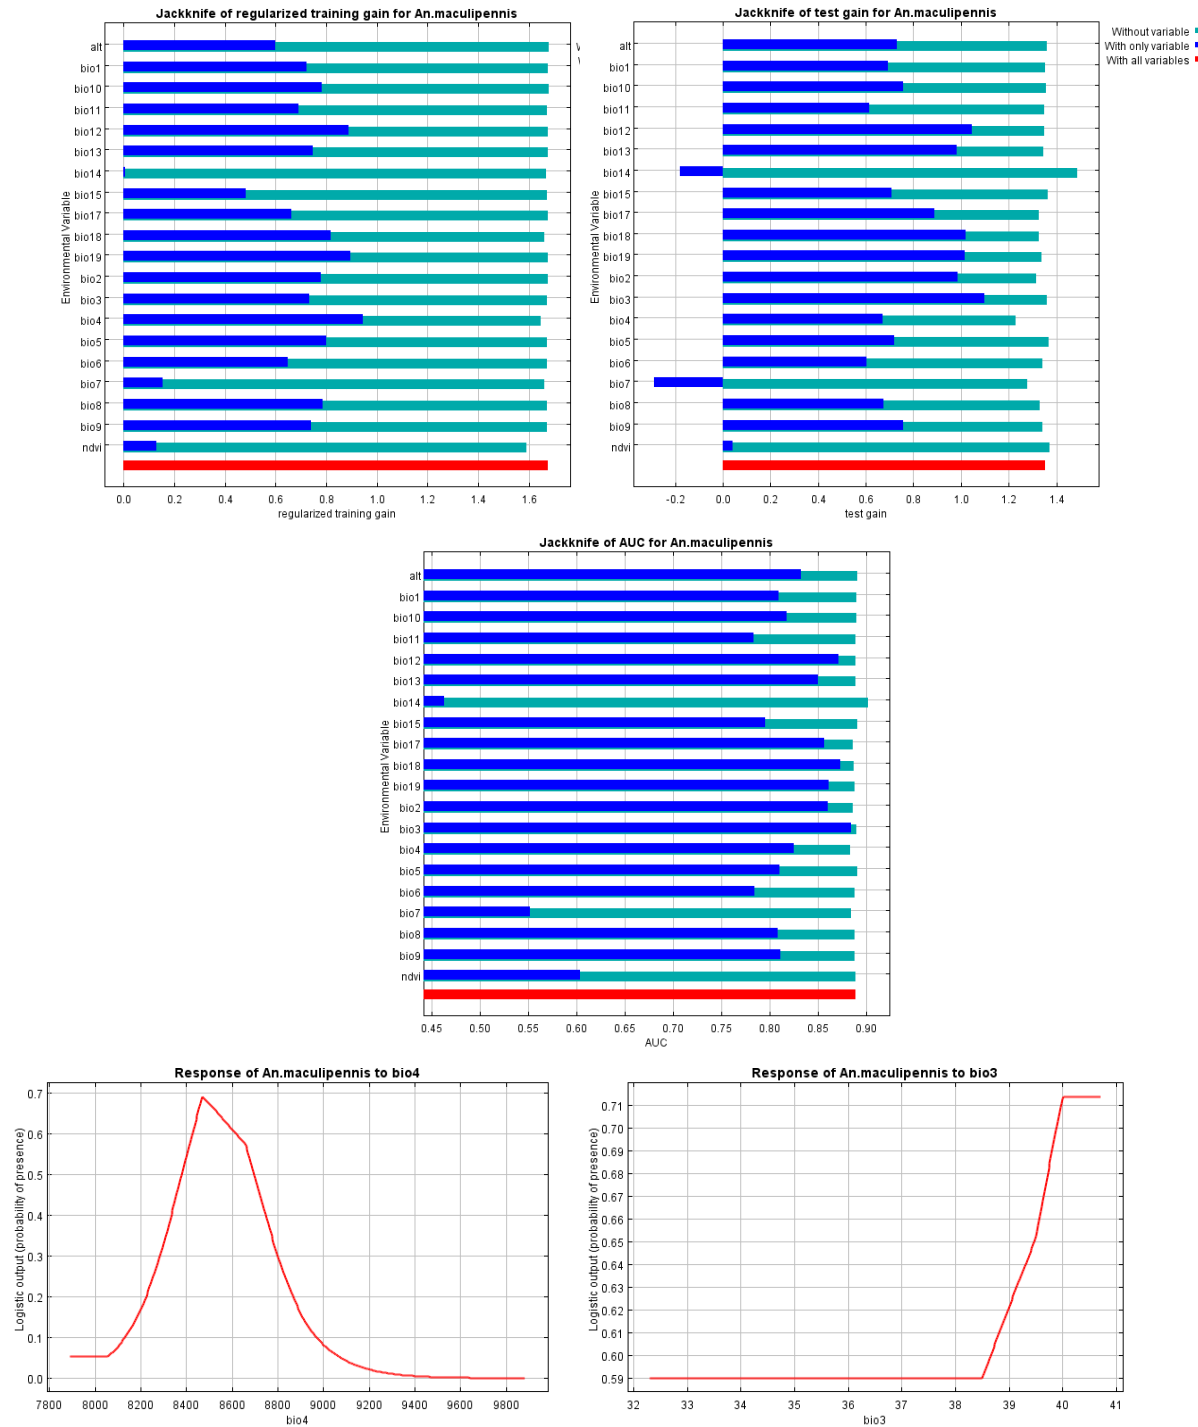 Jackknife of regularized training gain for An.maculipennis
Environmental Variable
alt
bio1
bio10
bio11
bio12
bio13
bio14
bio15
bio17
bio18
bio19
bio2
bio3
bio4
bio5
bio6
bio7
bio8
bio9
ndvi
0.0 0.2 0.4 0.6 0.8 1.0 1.2 1.4 1.6
regularized training gain
Jackknife of test gain for An.maculipennis
Without variable
With only variable
With all variables
Environmental Variable
alt
bio1
bio10
bio11
bio12
bio13
bio14
bio15
bio17
bio18
bio19
bio2
bio3
bio4
bio5
bio6
bio7
bio8
bio9
ndvi
-0.2 0.0 0.2 0.4 0.6 0.8 1.0 1.2 1.4
test gain
Jackknife of AUC for An.maculipennis
Environmental Variable
alt
bio1
bio10
bio11
bio12
bio13
bio14
bio15
bio17
bio18
bio19
bio2
bio3
bio4
bio5
bio6
bio7
bio8
bio9
ndvi
0.45 0.50 0.55 0.60 0.65 0.70 0.75 0.80 0.85 0.90
AUC
Response of An.maculipennis to bio4
Logistic output (probability of presence)
0.7
0.6
0.5
0.4
0.3
0.2
0.1
0.0
7800 8000 8200 8400 8600 8800 9000 9200 9400 9600 9800
bio4
Response of An.maculipennis to bio3
Logistic output (probability of presence)
0.71
0.70
0.69
0.68
0.67
0.66
0.65
0.64
0.63
0.62
0.61
0.60
0.59
32 33 34 35 36 37 38 39 40 41
bio3